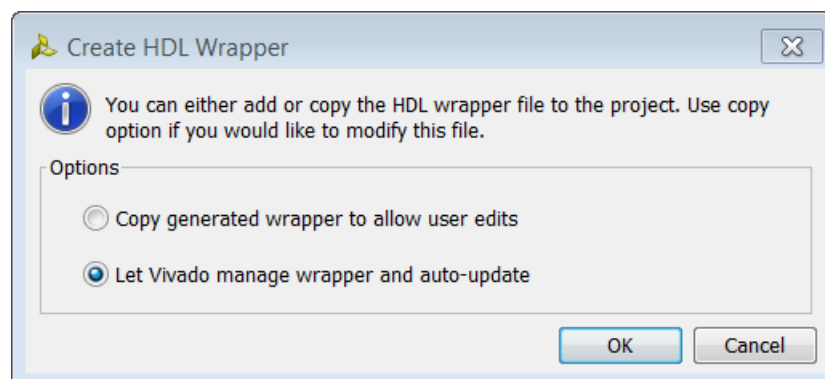 Create HDL Wrapper
You can either add or copy the HDL wrapper file to the project. Use copy
option if you would like to modify this file.
Options
Copy generated wrapper to allow user edits
Let Vivado manage wrapper and auto-update
OK Cancel